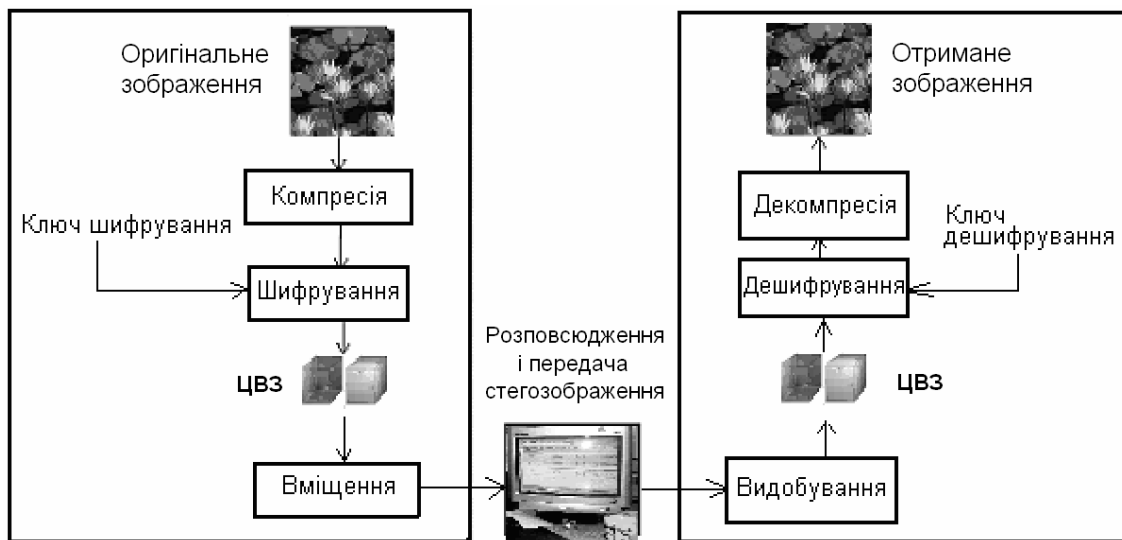 Оригінальне
зображення
Компресія
Ключ шифрування
Шифрування
ЦВЗ
Вміщення
Розповсюдження
і передача
стегозображення
Отримане
зображення
Декомпресія
Ключ
дешифрування
Дешифрування
ЦВЗ
Видобування